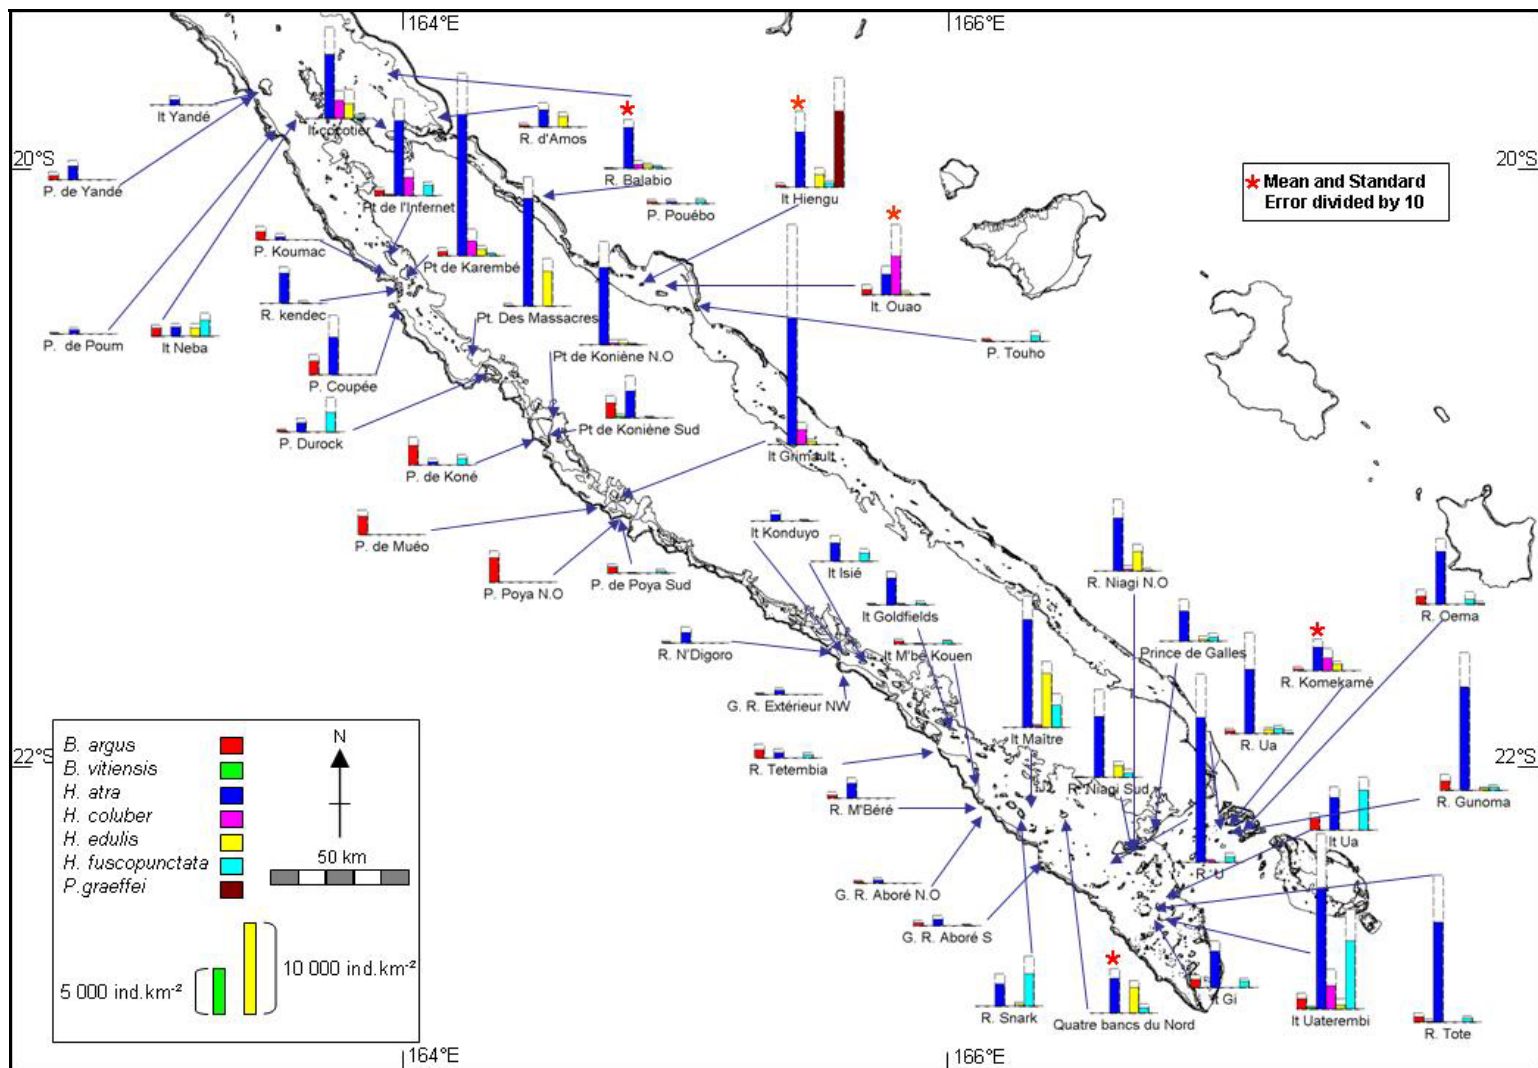 164°E
166°E
It Yandé
It cocotier
R. d'Amos
R. Balabio
20°S
20°S
P. de Yandé
Pt de l'Infernet
P. Pouébo
It Hiengu
* Mean and Standard
Error divided by 10
P. Koumac
Pt de Karembé
R. kendec
Pt. Des Massacres
It. Ouao
P. de Poum
It Neba
Pt de Koniène N.O
P. Touho
P. Coupée
P. Durock
Pt de Koniène Sud
It Grimault
P. de Koné
P. de Muéo
It Konduyo
It Isié
P. Poya N.O
P. de Poya Sud
R. Niagi N.O
It Goldfields
R. Oema
R. N'Digoro
It M'bé Kouen
Prince de Galles
R. Komekamé
G. R. Extérieur NW
It Maître
R. Ua
R. Tetembia
R. Niagi Sud
22°S
22°S
R. Gunoma
R. M'Béré
It Ua
R. U
G. R. Aboré N.O
G. R. Aboré S
R. Snark
Quatre bancs du Nord
It Gi
It Uaterembi
R. Tote
B. argus
B. vitiensis
H. atra
H. coluber
H. edulis
H. fuscopunctata
P.graeffei
N
50 km
5 000 ind.km-²
10 000 ind.km-²
164°E
166°E